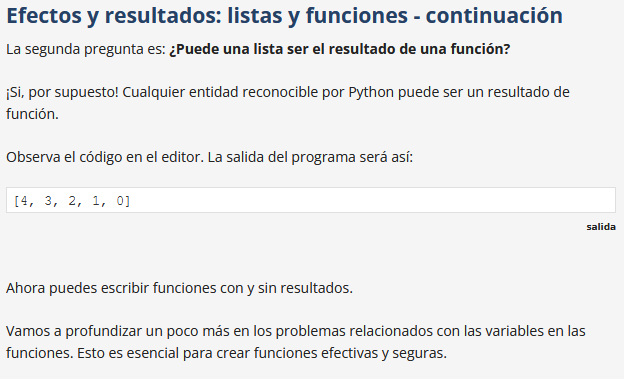 Efectos y resultados: listas y funciones - continuación
La segunda pregunta es: ¿Puede una lista ser el resultado de una función?
¡Si, por supuesto! Cualquier entidad reconocible por Python puede ser un resultado de
función.
Observa el código en el editor. La salida del programa será así:
[4, 3, 2, 1, 0]
salida
Ahora puedes escribir funciones con y sin resultados.
Vamos a profundizar un poco más en los problemas relacionados con las variables en las
funciones. Esto es esencial para crear funciones efectivas y seguras.